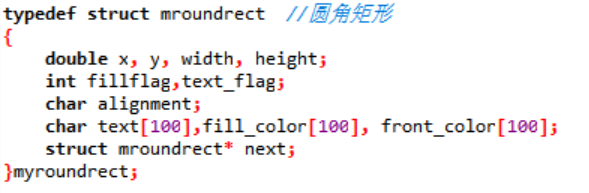 typedef struct mroundrect  //圆角矩形
{
    double x, y, width, height;
    int fillflag,text_flag;
    char alignment;
    char text[100],fill_color[100], front_color[100];
    struct mroundrect* next;
}myroundrect;